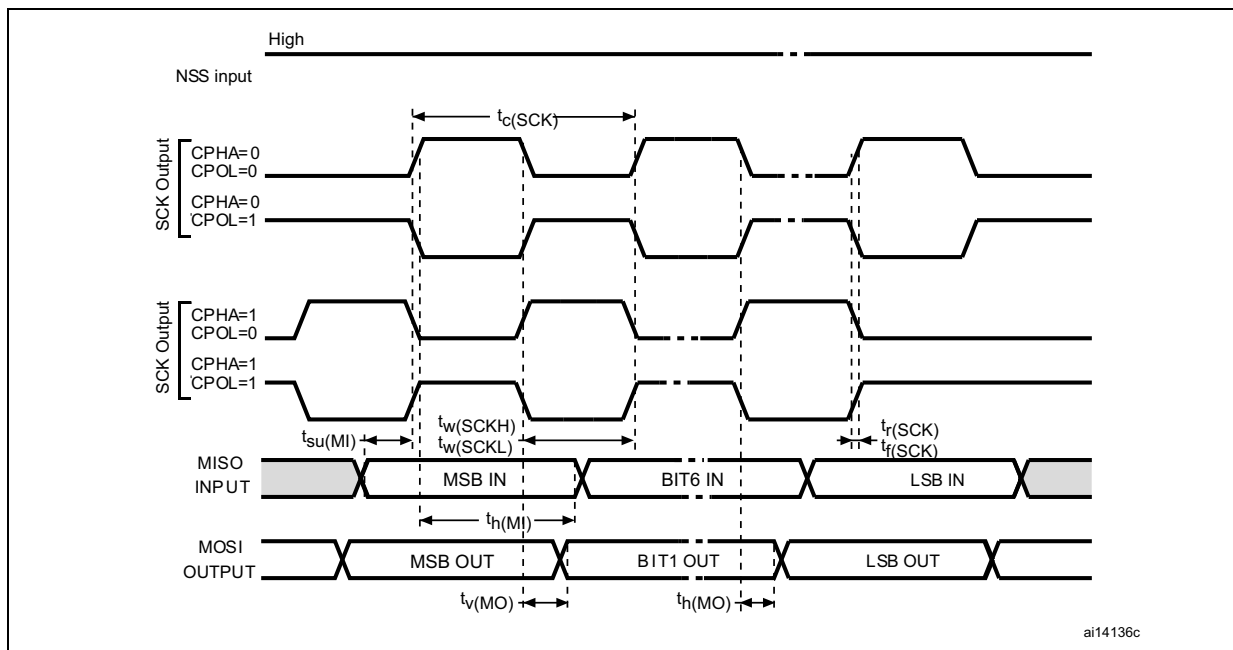 High
NSS input
tc(SCK)
SCK Output
CPHA=0
CPOL=0
CPHA=0
CPOL=1
SCK Output
CPHA=1
CPOL=0
CPHA=1
CPOL=1
tsu(MI)
tw(SCKH)
tw(SCKL)
tr(SCK)
tf(SCK)
MISO
INPUT
MSB IN
BIT6 IN
LSB IN
th(MI)
MOSI
OUTPUT
MSB OUT
BIT1 OUT
LSB OUT
tv(MO)
th(MO)
ai14136c